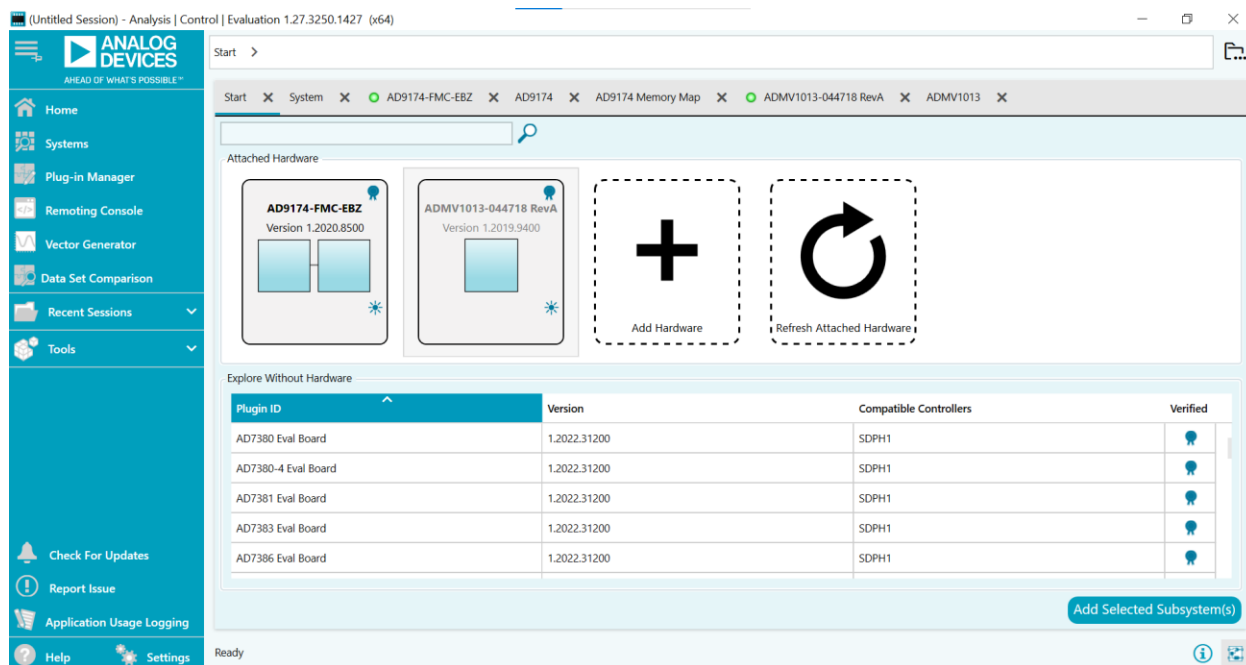 (Untitled Session) - Analysis | Control | Evaluation 1.27.3250.1427 (x64)
ANALOG
DEVICES
AHEAD OF WHAT'S POSSIBLE™
Home
Systems
Plug-in Manager
Remoting Console
Vector Generator
Data Set Comparison
Recent Sessions
Tools
Check For Updates
Report Issue
Application Usage Logging
Help Settings
Start >
Start System AD9174-FMC-EBZ AD9174 AD9174 Memory Map ADMV1013-044718 RevA ADMV1013
Attached Hardware
AD9174-FMC-EBZ
Version 1.2020.8500
ADMV1013-044718 RevA
Version 1.2019.9400
Add Hardware
Refresh Attached Hardware
Explore Without Hardware
Plugin ID Version Compatible Controllers Verified
AD7380 Eval Board 1.2022.31200 SDPH1
AD7380-4 Eval Board 1.2022.31200 SDPH1
AD7381 Eval Board 1.2022.31200 SDPH1
AD7383 Eval Board 1.2022.31200 SDPH1
AD7386 Eval Board 1.2022.31200 SDPH1
Add Selected Subsystem(s)
Ready